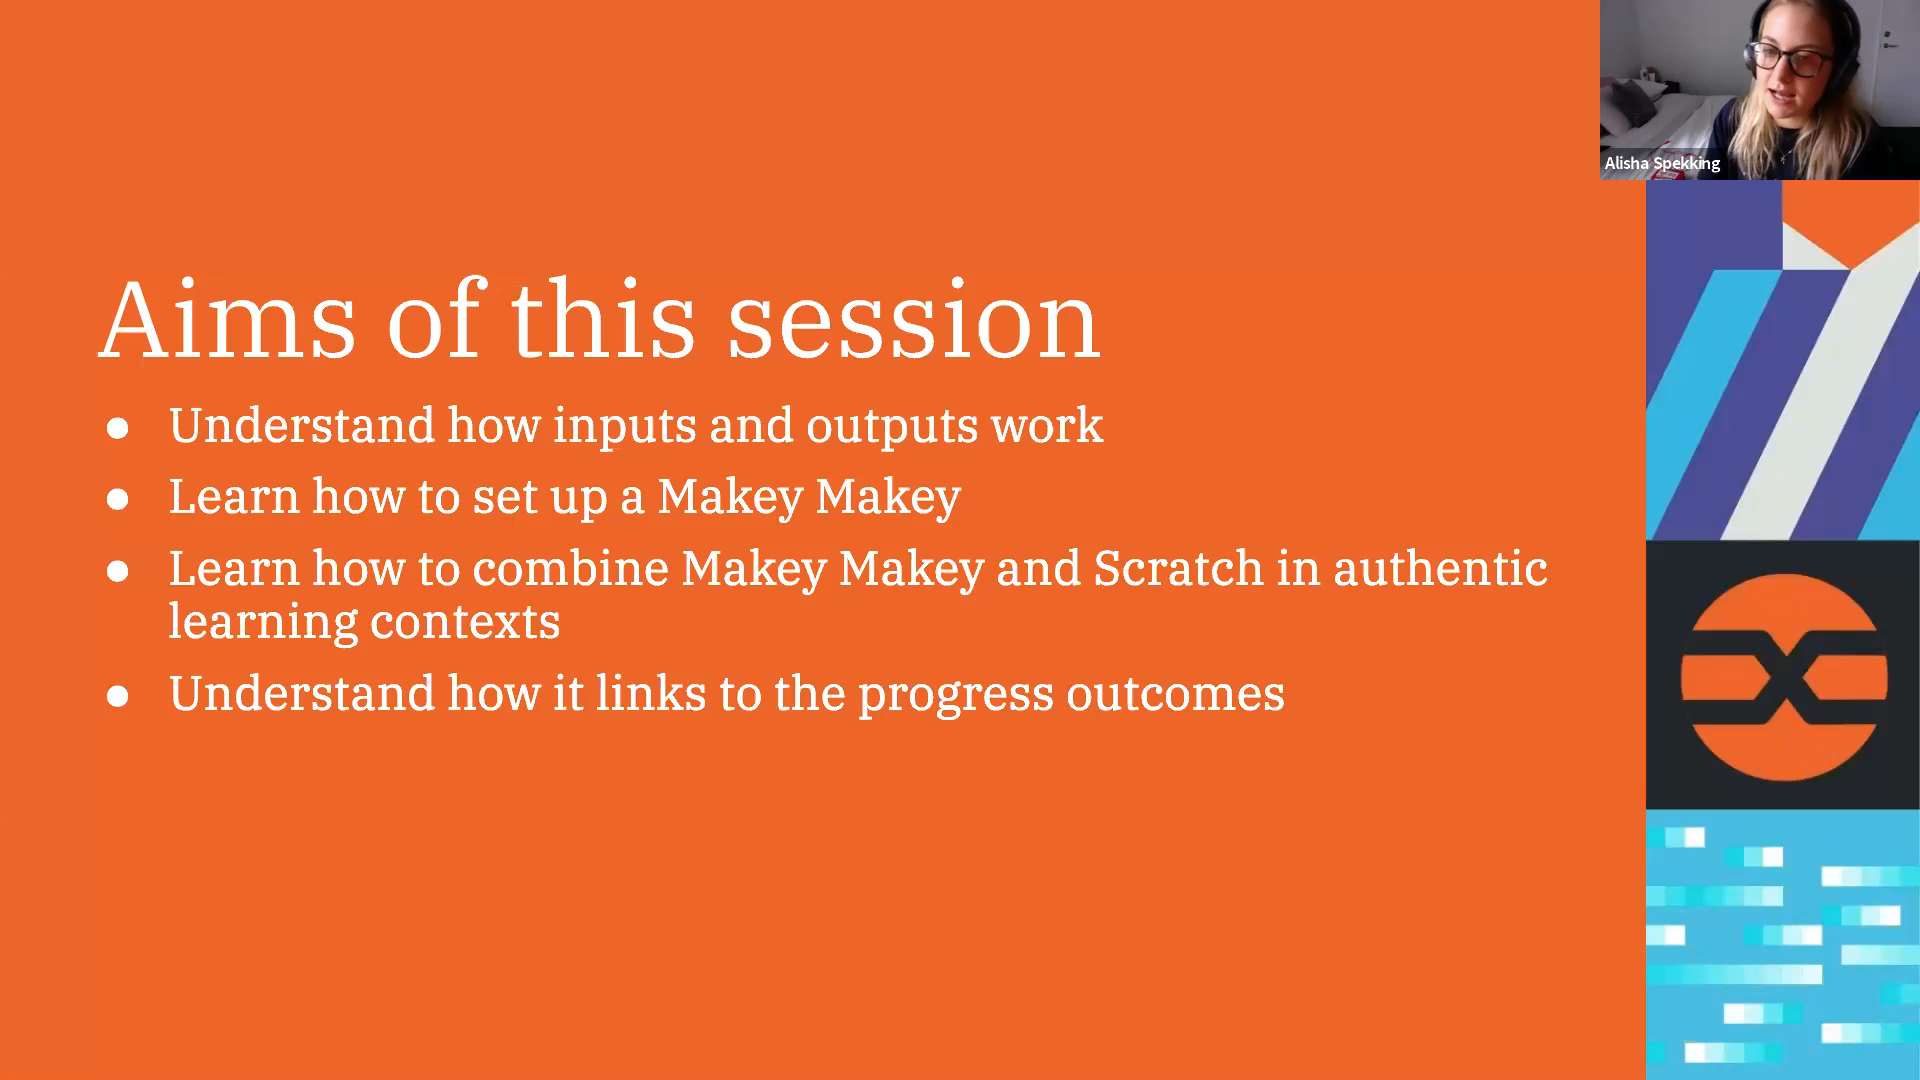 Alisha Spekking
Aims of this session
● Understand how inputs and outputs work
● Learn how to set up a Makey Makey
● Learn how to combine Makey Makey and Scratch in authentic
learning contexts
● Understand how it links to the progress outcomes